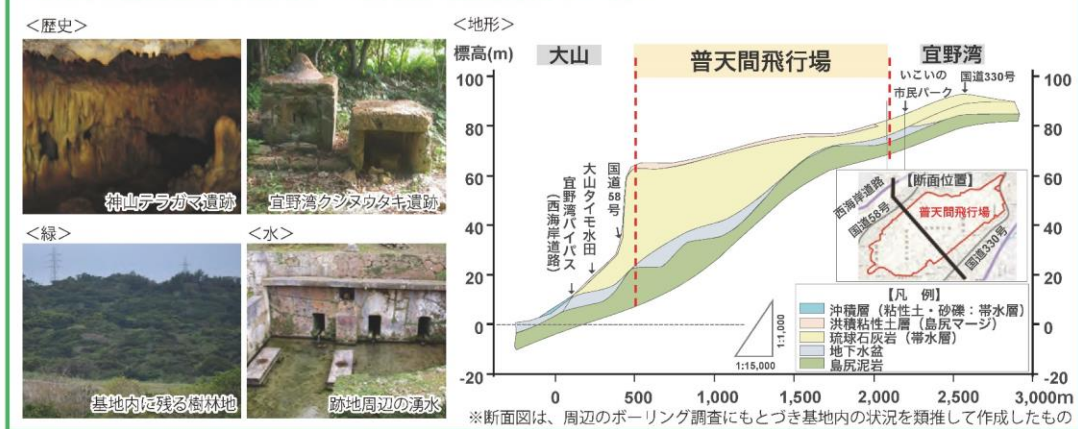 ＜歴史＞
神山テラガマ遺跡
宜野湾クシヌウタキ遺跡
＜緑＞
基地内に残る樹林地
＜水＞
跡地周辺の湧水
＜地形＞
標高(m)
大山
普天間飛行場
宜野湾
いこいの
市民パーク
国道330号
100
80
60
40
20
0
-20
100
80
60
40
20
0
-20
国道58号
大山タイモ水田
宜野湾バイパス
(西海岸道路)
【断面位置】
西海岸道路
国道58号
普天間飛行場
国道330号
【凡 例】
沖積層（粘性土・砂礫：帯水層）
洪積粘性土層（島尻マージ）
琉球石灰岩（帯水層）
地下水盆
島尻泥岩
1:1,000
1:15,000
0 500 1,000 1,500 2,000 2,500 3,000m
※断面図は、周辺のボーリング調査にもとづき基地内の状況を類推して作成したもの